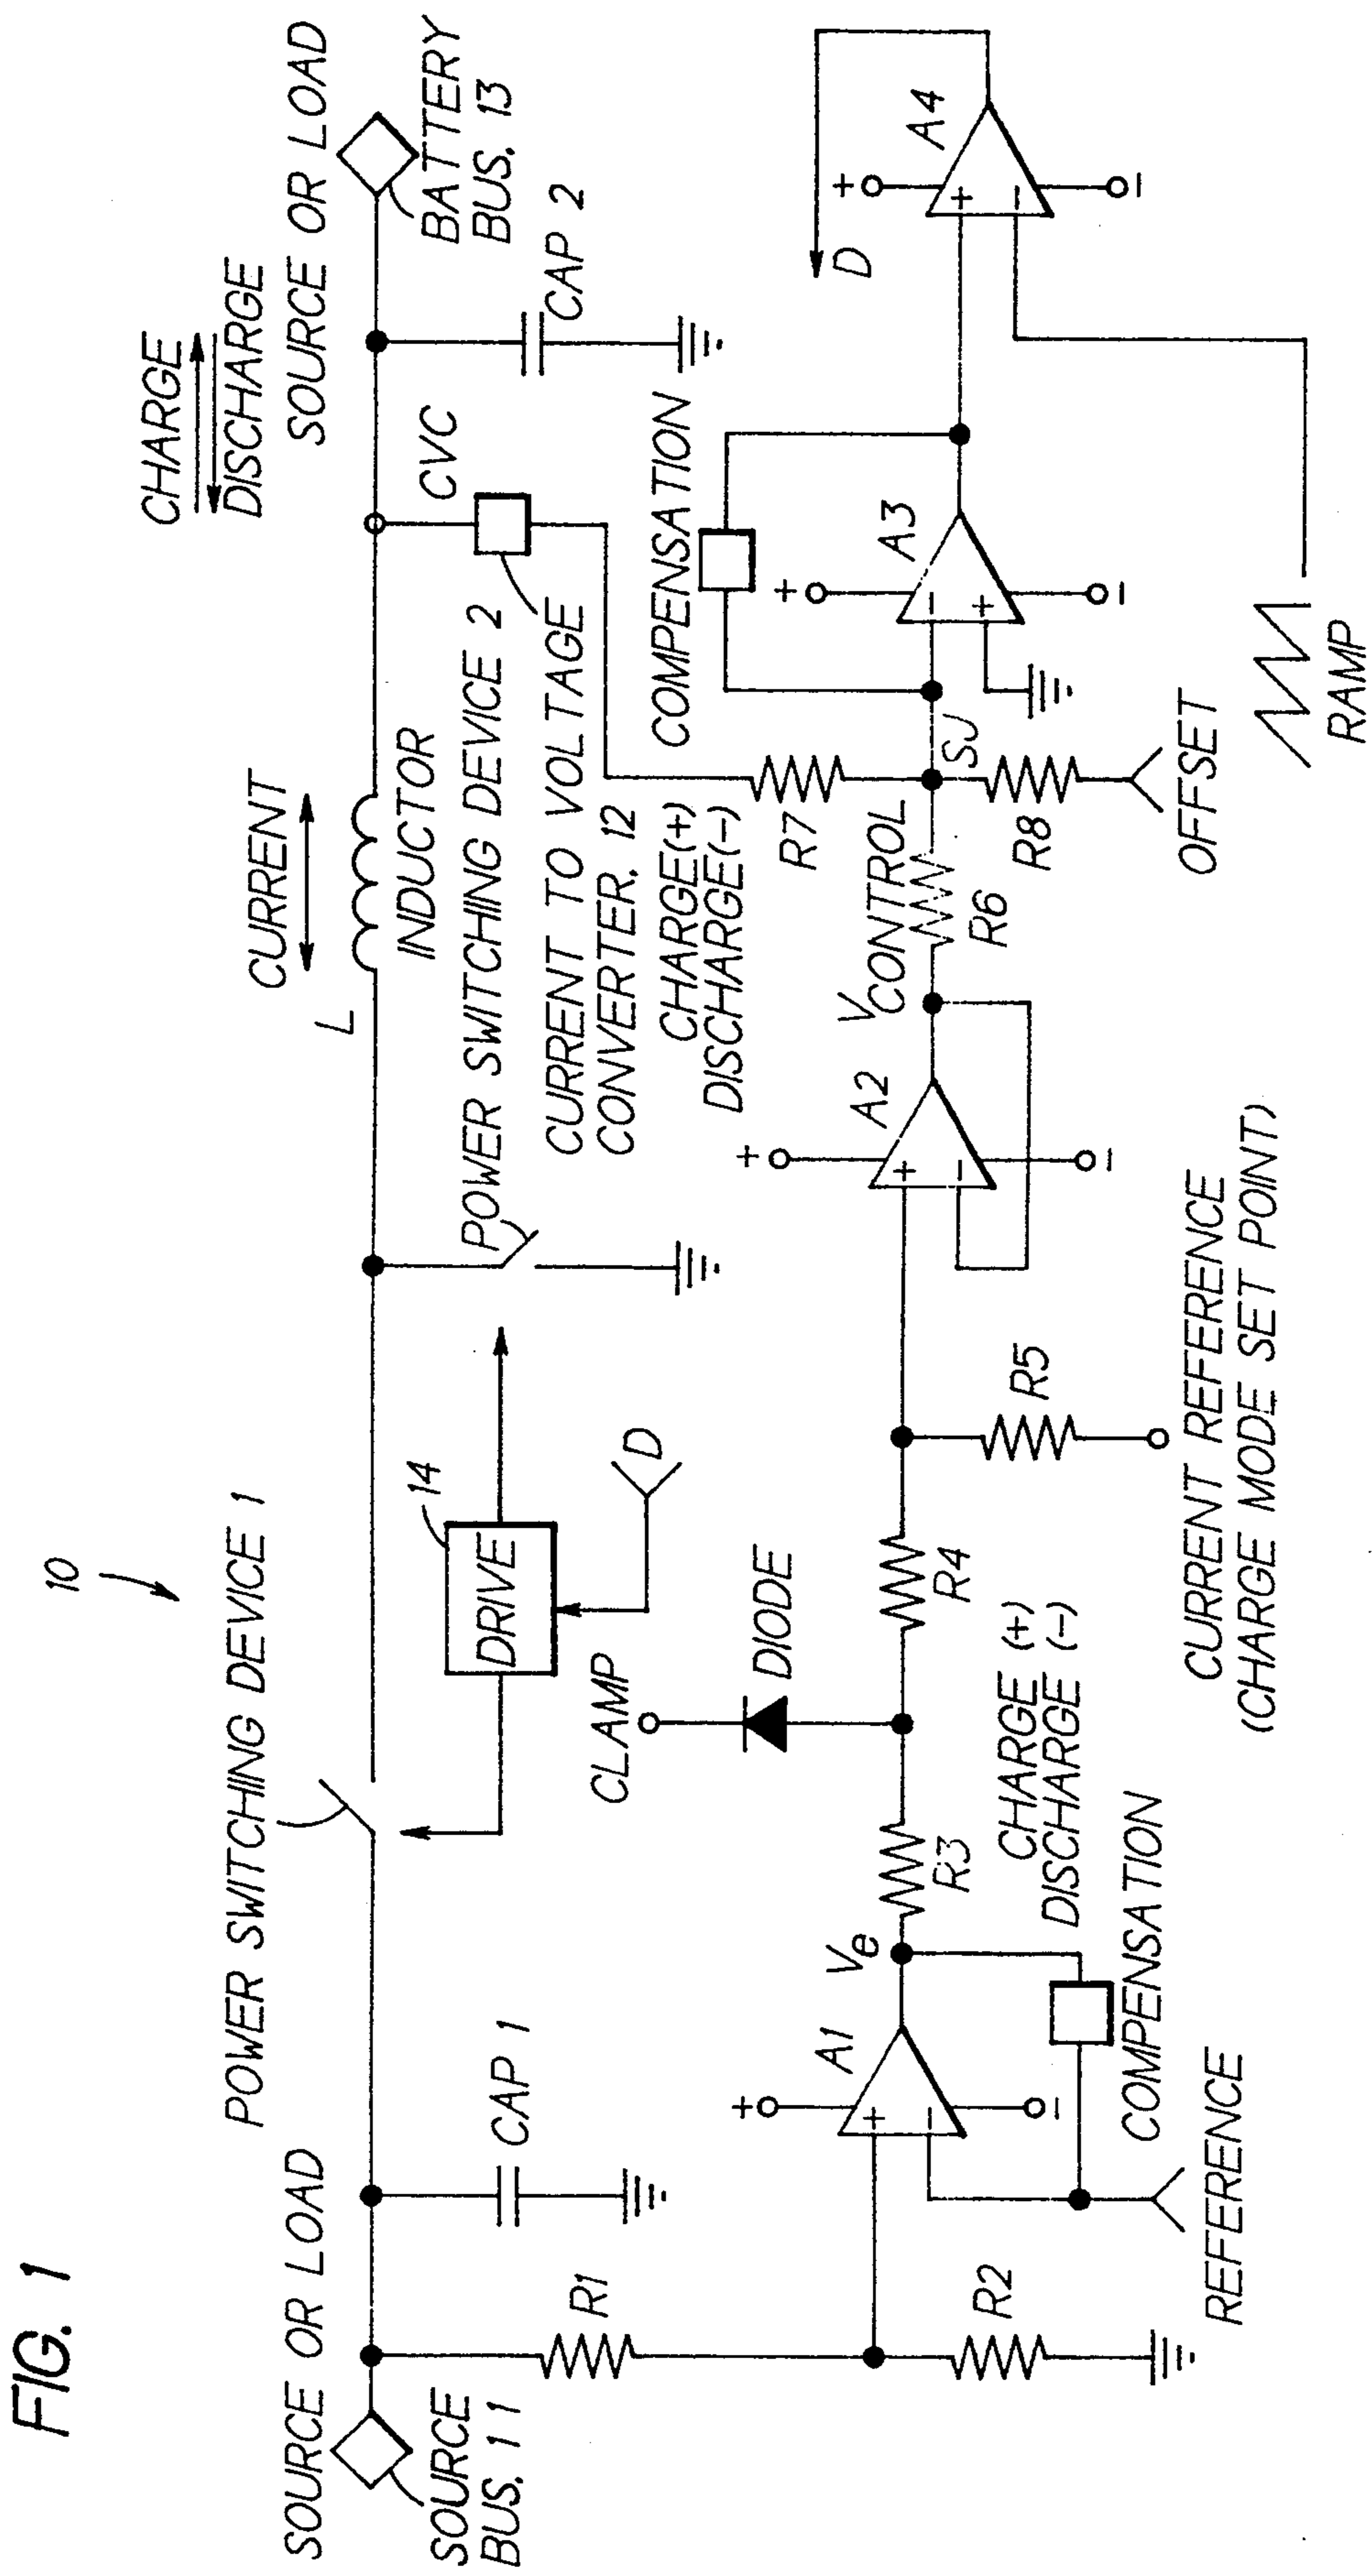 FIG. 1
10
POWER SWITCHING DEVICE 1
SOURCE OR LOAD
SOURCE
BUS, 11
CAP 1
R1
R2
14
DRIVE
D
L
CURRENT
INDUCTOR
POWER SWITCHING DEVICE 2
CURRENT TO VOLTAGE
CONVERTER, 12
CHARGE(+)
DISCHARGE(-)
CHARGE
DISCHARGE
SOURCE OR LOAD
BATTERY
BUS, 13
CVC
CAP 2
REFERENCE
COMPENSATION
+
A1
+
-
-
Ve
R3
CHARGE (+)
DISCHARGE (-)
CLAMP
DIODE
R4
R5
CURRENT REFERENCE
(CHARGE MODE SET POINT)
+
A2
+
-
-
V
CONTROL
R6
R7
SJ
R8
OFFSET
COMPENSATION
+
A3
-
+
-
RAMP
+
A4
+
-
-
D